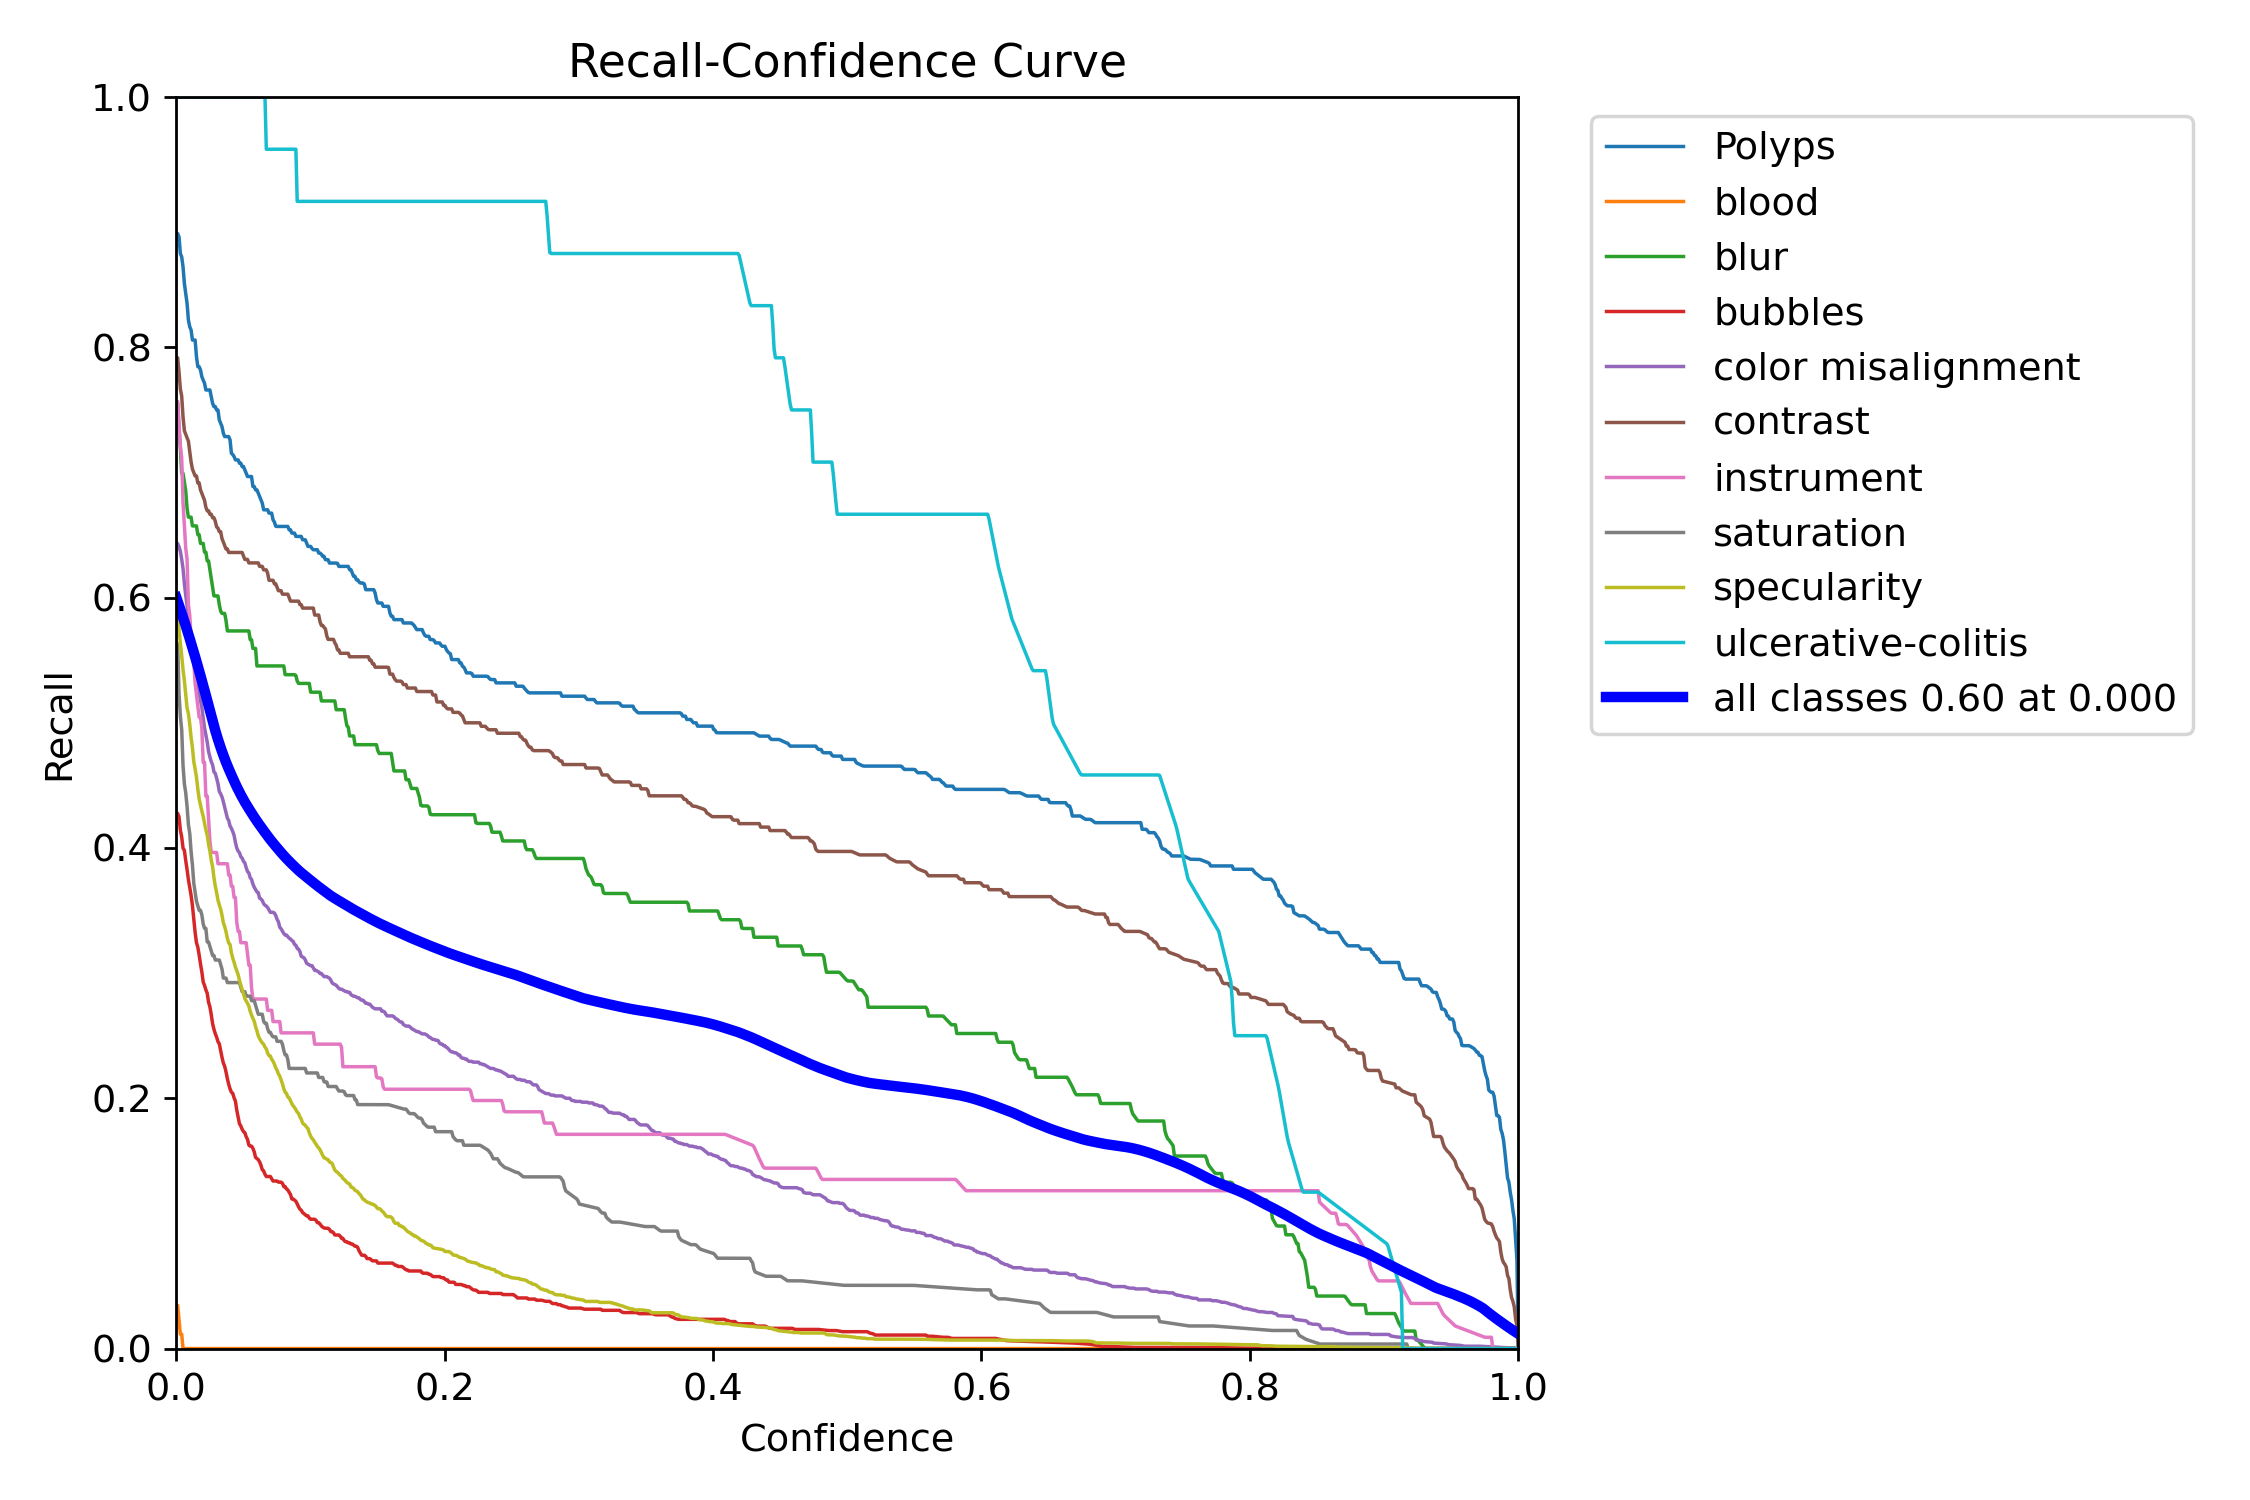 Recall-Confidence Curve
1.0
0.8
0.6
0.4
0.2
0.0
Recall
0.0 0.2 0.4 0.6 0.8 1.0
Confidence
Polyps
blood
blur
bubbles
color misalignment
contrast
instrument
saturation
specularity
ulcerative-colitis
all classes 0.60 at 0.000